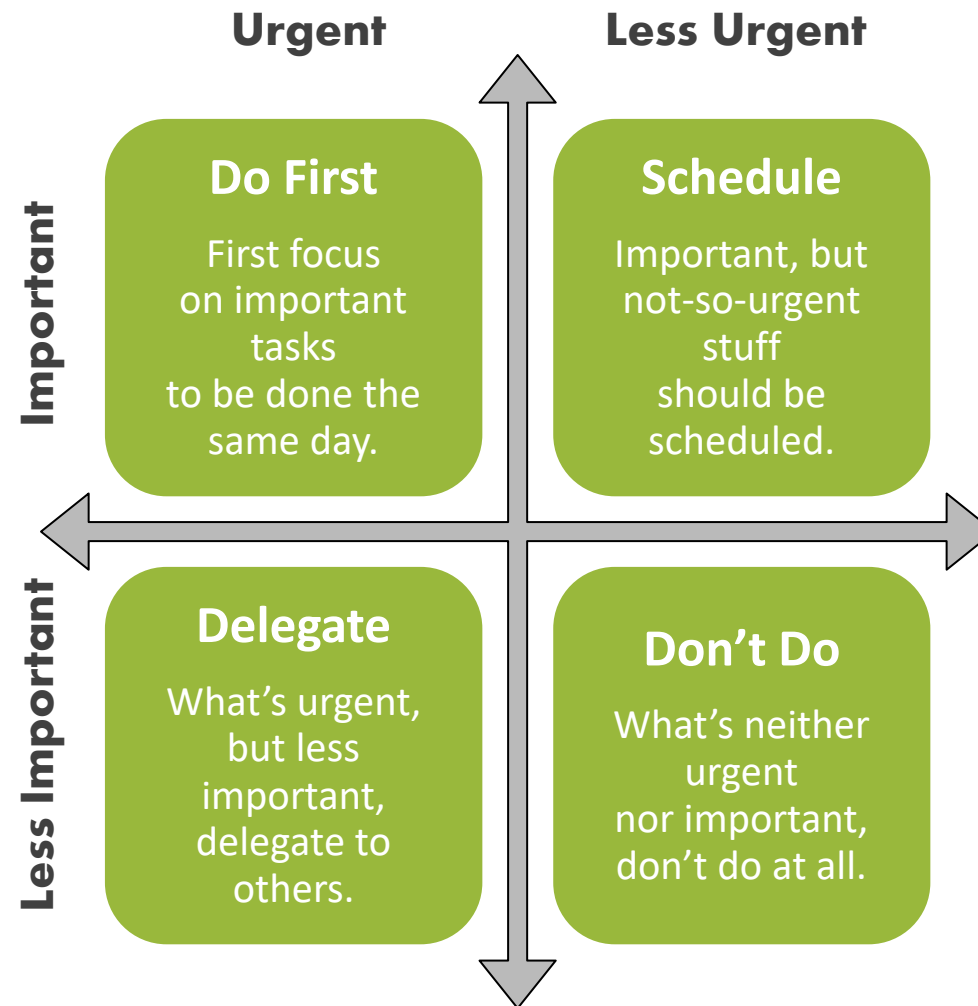 Urgent
Less Urgent
Important
Do First
First focus
on important
tasks
to be done the
same day.
Schedule
Important, but
not-so-urgent
stuff
should be
scheduled.
Less Important
Delegate
What’s urgent,
but less
important,
delegate to
others.
Don’t Do
What’s neither
urgent
nor important,
don’t do at all.